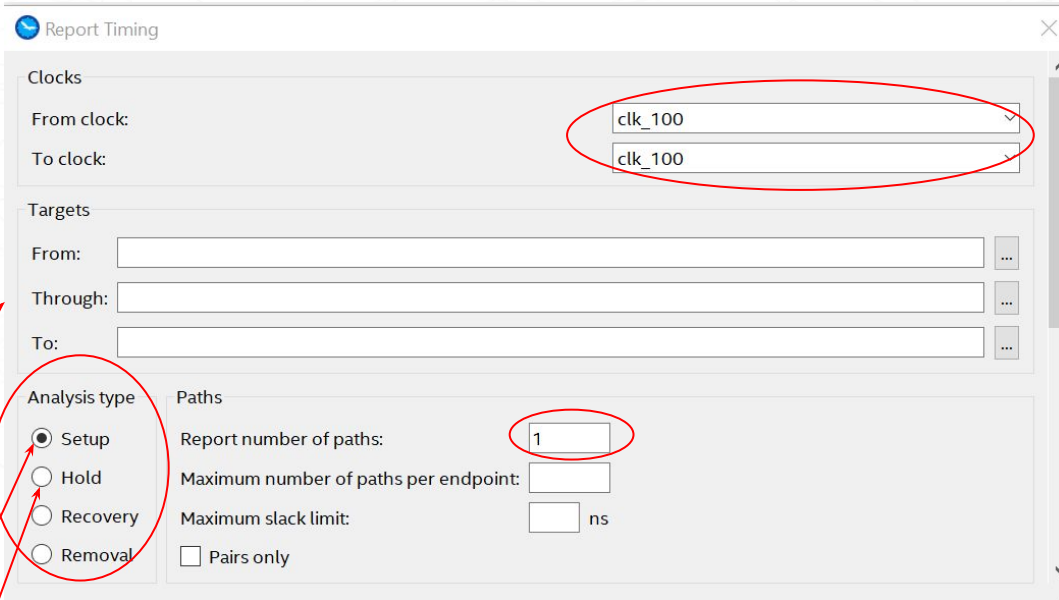 Report Timing
Clocks
From clock: clk_100
To clock: clk_100
Targets
From: ...
Through: ...
To: ...
Analysis type Paths
Setup Report number of paths: 1
Hold Maximum number of paths per endpoint:
Recovery Maximum slack limit: ns
Removal Pairs only